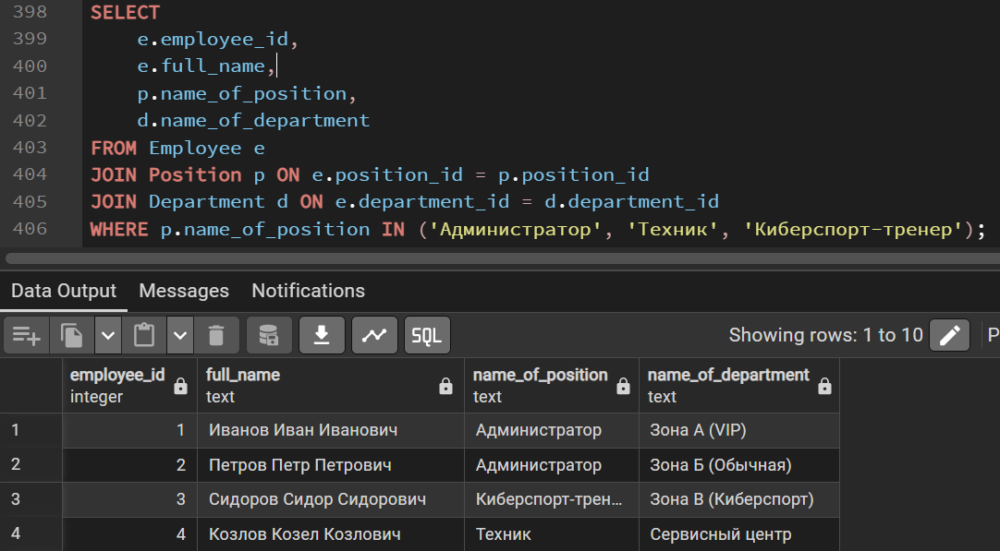 398 SELECT
399 e.employee_id,
400 e.full_name,
401 p.name_of_position,
402 d.name_of_department
403 FROM Employee e
404 JOIN Position p ON e.position_id = p.position_id
405 JOIN Department d ON e.department_id = d.department_id
406 WHERE p.name_of_position IN ('Администратор', 'Техник', 'Киберспорт-тренер');
Data Output Messages Notifications
SQL Showing rows: 1 to 10 P
employee_id full_name name_of_position name_of_department
integer text text text
1 1 Иванов Иван Иванович Администратор Зона А (VIP)
2 2 Петров Петр Петрович Администратор Зона Б (Обычная)
3 3 Сидоров Сидор Сидорович Киберспорт-трен... Зона В (Киберспорт)
4 4 Козлов Козел Козлович Техник Сервисный центр